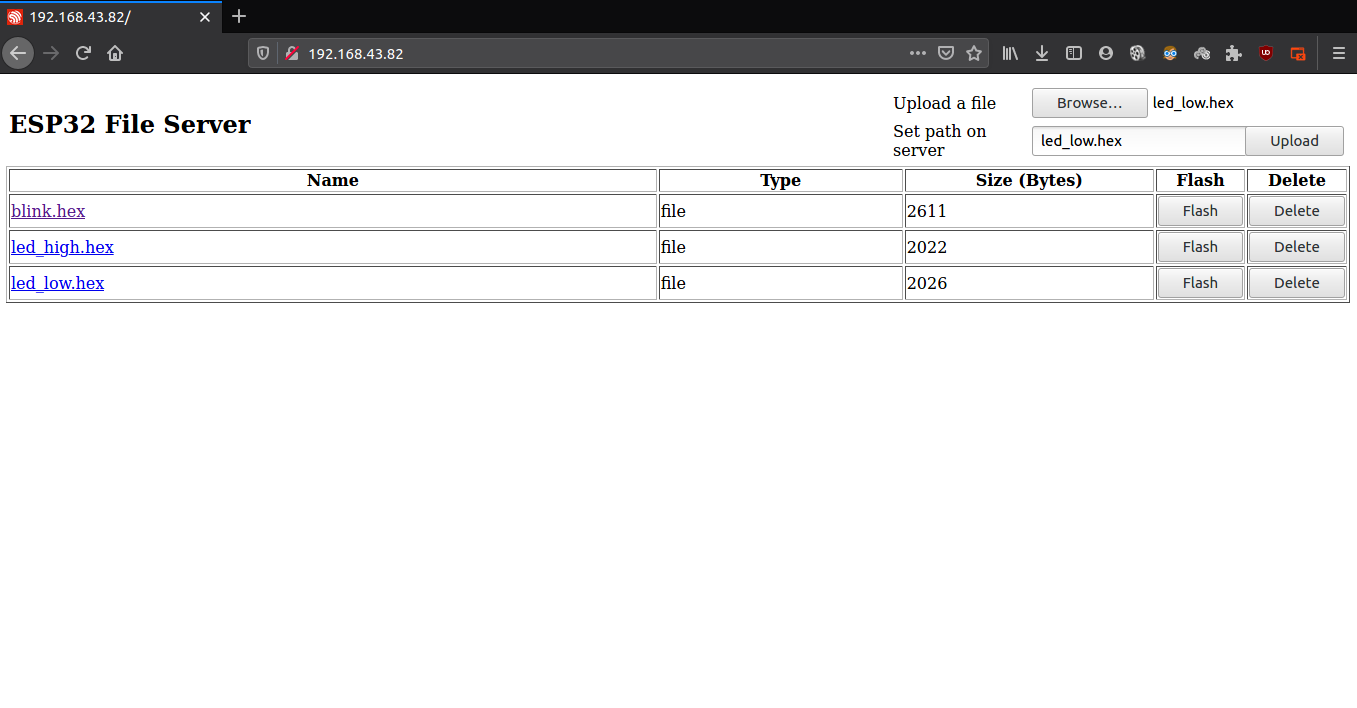 192.168.43.82/
192.168.43.82
ESP32 File Server
Upload a file
Browse...
led_low.hex
Set path on
server
led_low.hex
Upload
Name Type Size (Bytes) Flash Delete
blink.hex file 2611 Flash Delete
led_high.hex file 2022 Flash Delete
led_low.hex file 2026 Flash Delete